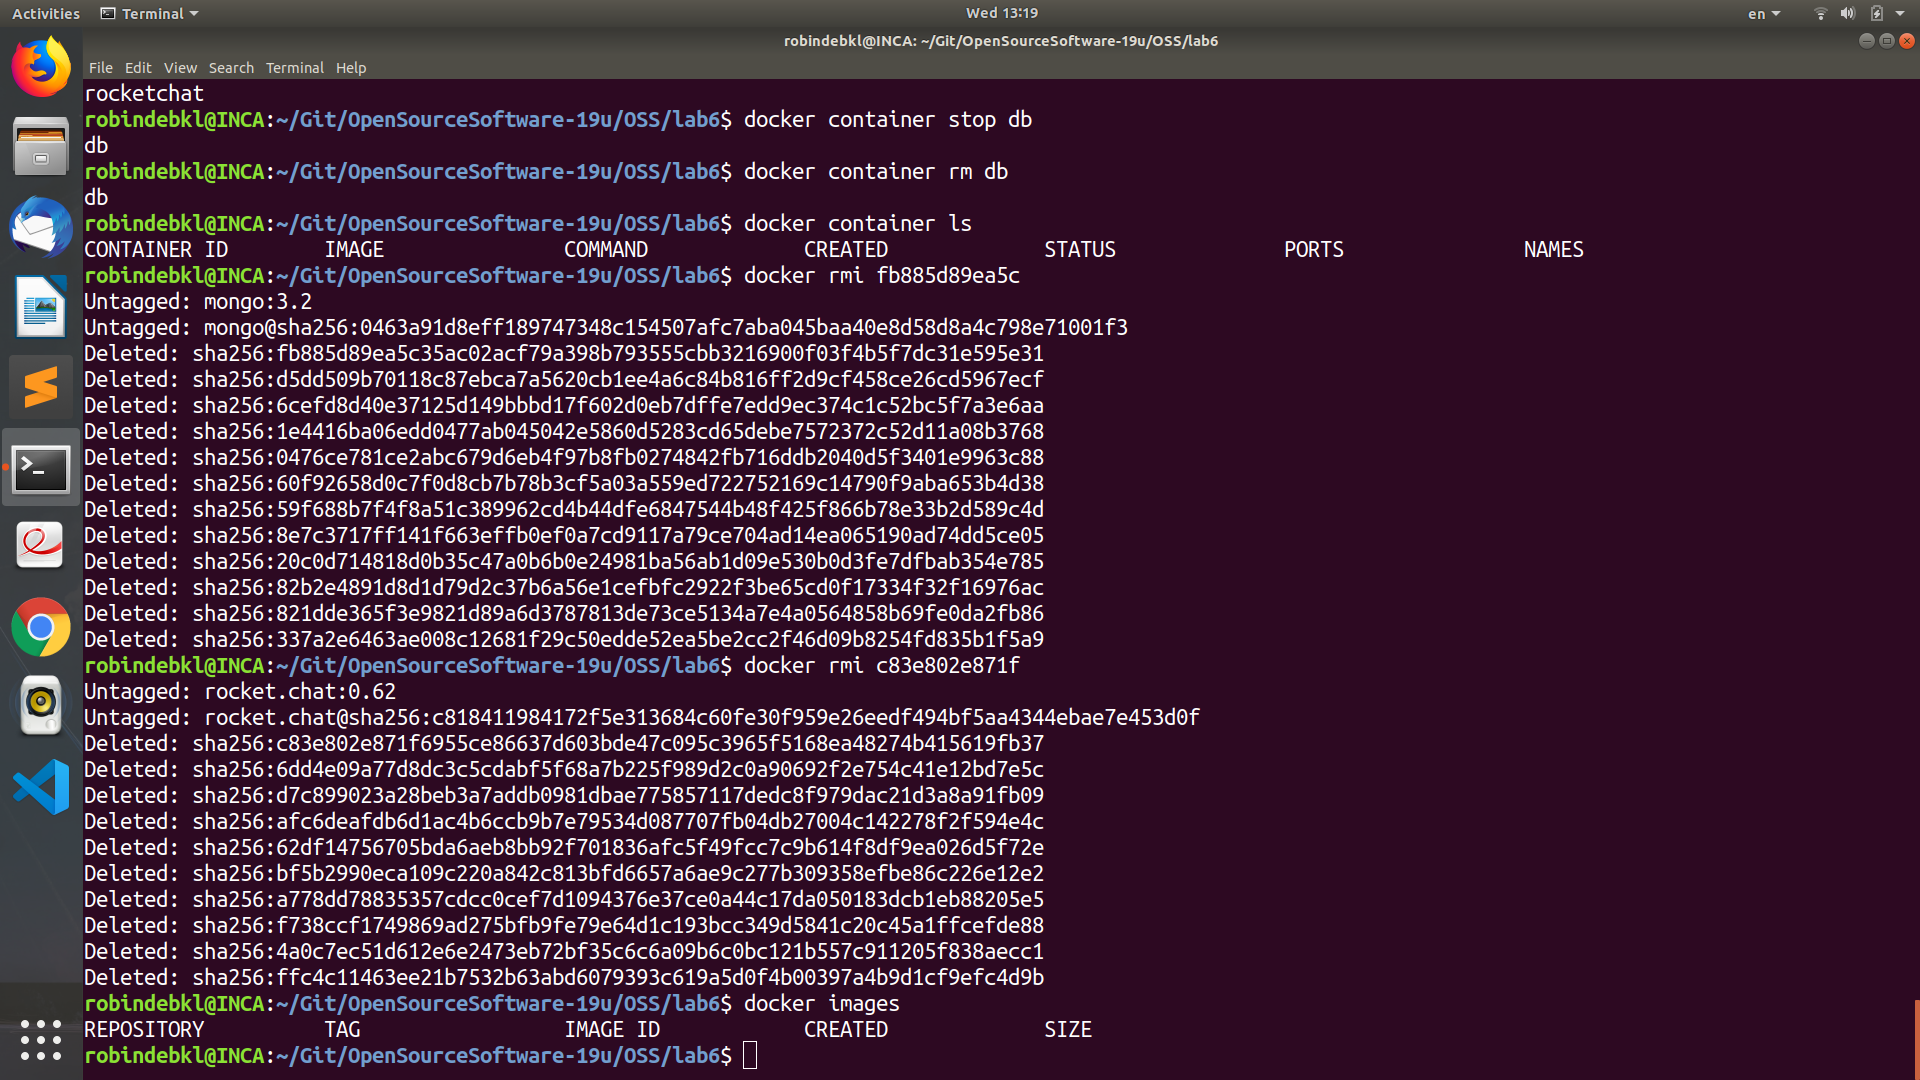 Activities Terminal Wed 13:19 en
robindebkl@INCA: ~/Git/OpenSourceSoftware-19u/OSS/lab6
File Edit View Search Terminal Help
rocketchat
robindebkl@INCA:~/Git/OpenSourceSoftware-19u/OSS/lab6$ docker container stop db
db
robindebkl@INCA:~/Git/OpenSourceSoftware-19u/OSS/lab6$ docker container rm db
db
robindebkl@INCA:~/Git/OpenSourceSoftware-19u/OSS/lab6$ docker container ls
CONTAINER ID        IMAGE               COMMAND             CREATED             STATUS              PORTS               NAMES
robindebkl@INCA:~/Git/OpenSourceSoftware-19u/OSS/lab6$ docker rmi fb885d89ea5c
Untagged: mongo:3.2
Untagged: mongo@sha256:0463a91d8eff189747348c154507afc7aba045baa40e8d58d8a4c798e71001f3
Deleted: sha256:fb885d89ea5c35ac02acf79a398b793555cbb3216900f03f4b5f7dc31e595e31
Deleted: sha256:d5dd509b70118c87ebca7a5620cb1ee4a6c84b816ff2d9cf458ce26cd5967ecf
Deleted: sha256:6cefd8d40e37125d149bbbd17f602d0eb7dffe7edd9ec374c1c52bc5f7a3e6aa
Deleted: sha256:1e4416ba06edd0477ab045042e5860d5283cd65debe7572372c52d11a08b3768
Deleted: sha256:0476ce781ce2abc679d6eb4f97b8fb0274842fb716ddb2040d5f3401e9963c88
Deleted: sha256:60f92658d0c7f0d8cb7b78b3cf5a03a559ed722752169c14790f9aba653b4d38
Deleted: sha256:59f688b7f4f8a51c389962cd4b44dfe6847544b48f425f866b78e33b2d589c4d
Deleted: sha256:8e7c3717ff141f663effb0ef0a7cd9117a79ce704ad14ea065190ad74dd5ce05
Deleted: sha256:20c0d714818d0b35c47a0b6b0e24981ba56ab1d09e530b0d3fe7dfbab354e785
Deleted: sha256:82b2e4891d8d1d79d2c37b6a56e1cefbfc2922f3be65cd0f17334f32f16976ac
Deleted: sha256:821dde365f3e9821d89a6d3787813de73ce5134a7e4a0564858b69fe0da2fb86
Deleted: sha256:337a2e6463ae008c12681f29c50edde52ea5be2cc2f46d09b8254fd835b1f5a9
robindebkl@INCA:~/Git/OpenSourceSoftware-19u/OSS/lab6$ docker rmi c83e802e871f
Untagged: rocket.chat:0.62
Untagged: rocket.chat@sha256:c818411984172f5e313684c60fe30f959e26eedf494bf5aa4344ebae7e453d0f
Deleted: sha256:c83e802e871f6955ce86637d603bde47c095c3965f5168ea48274b415619fb37
Deleted: sha256:6dd4e09a77d8dc3c5cdabf5f68a7b225f989d2c0a90692f2e754c41e12bd7e5c
Deleted: sha256:d7c899023a28beb3a7addb0981dbae775857117dedc8f979dac21d3a8a91fb09
Deleted: sha256:afc6deafdb6d1ac4b6ccb9b7e79534d087707fb04db27004c142278f2f594e4c
Deleted: sha256:62df14756705bda6aeb8bb92f701836afc5f49fcc7c9b614f8df9ea026d5f72e
Deleted: sha256:bf5b2990eca109c220a842c813bfd6657a6ae9c277b309358efbe86c226e12e2
Deleted: sha256:a778dd78835357cdcc0cef7d1094376e37ce0a44c17da050183dcb1eb88205e5
Deleted: sha256:f738ccf1749869ad275bfb9fe79e64d1c193bcc349d5841c20c45a1ffcefde88
Deleted: sha256:4a0c7ec51d612e6e2473eb72bf35c6c6a09b6c0bc121b557c911205f838aecc1
Deleted: sha256:ffc4c11463ee21b7532b63abd6079393c619a5d0f4b00397a4b9d1cf9efc4d9b
robindebkl@INCA:~/Git/OpenSourceSoftware-19u/OSS/lab6$ docker images
REPOSITORY          TAG                 IMAGE ID            CREATED             SIZE
robindebkl@INCA:~/Git/OpenSourceSoftware-19u/OSS/lab6$